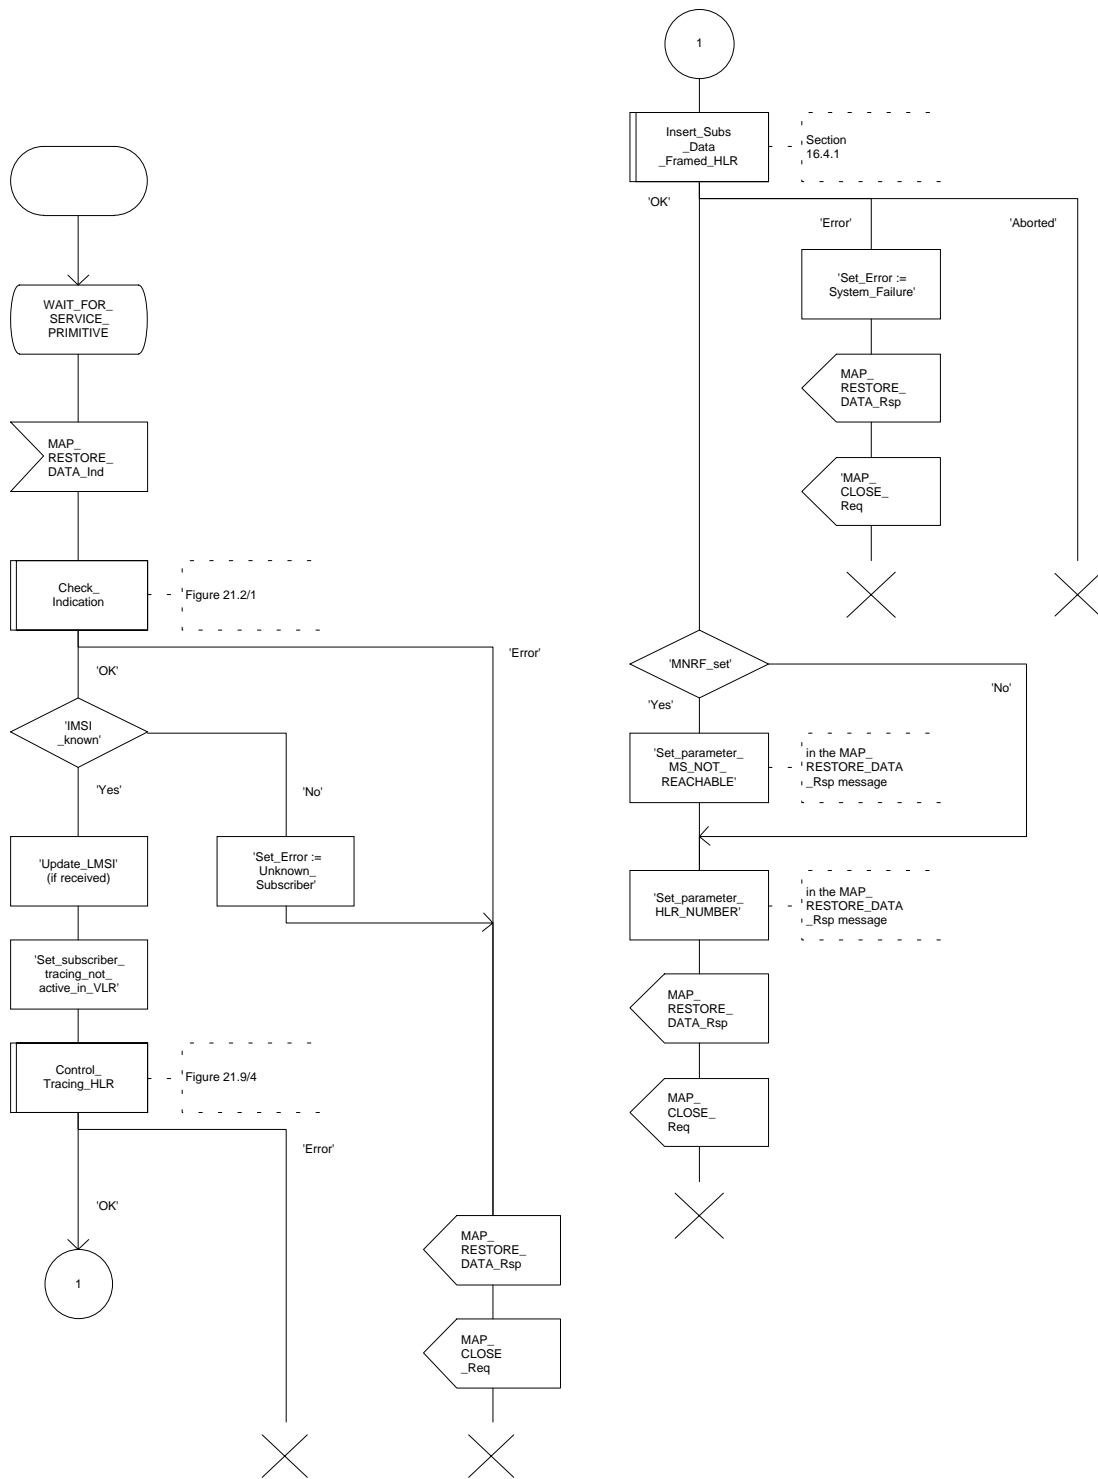 WAIT_FOR_
SERVICE_
PRIMITIVE
MAP_
RESTORE_
DATA_Ind
Check_
Indication
Figure 21.2/1
'Error'
'OK'
'IMSI
_known'
'Yes'
'No'
'Update_LMSI'
(if received)
'Set_Error :=
Unknown_
Subscriber'
'Set_subscriber_
tracing_not_
active_in_VLR'
Control_
Tracing_HLR
Figure 21.9/4
'Error'
'OK'
1
MAP_
RESTORE_
DATA_Rsp
MAP_
CLOSE
_Req
1
Insert_Subs
_Data
_Framed_HLR
Section
16.4.1
'OK'
'Error'
'Aborted'
'Set_Error :=
System_Failure'
MAP_
RESTORE_
DATA_Rsp
'MAP_
CLOSE_
Req
'MNRF_set'
'No'
'Yes'
'Set_parameter_
MS_NOT_
REACHABLE'
in the MAP_
RESTORE_DATA
_Rsp message
'Set_parameter_
HLR_NUMBER'
in the MAP_
RESTORE_DATA
_Rsp message
MAP_
RESTORE_
DATA_Rsp
MAP_
CLOSE_
Req